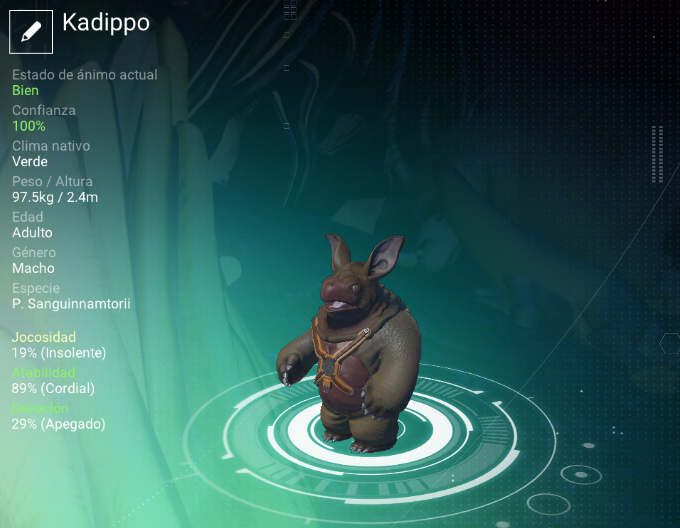 Kadippo
Estado de ánimo actual
Bien
Confianza
100%
Clima nativo
Verde
Peso / Altura
97.5kg / 2.4m
Edad
Adulto
Género
Macho
Especie
P. Sanguinnamtorii
Jocosidad
19% (Insolente)
Afabilidad
89% (Cordial)
Devoción
29% (Apegado)